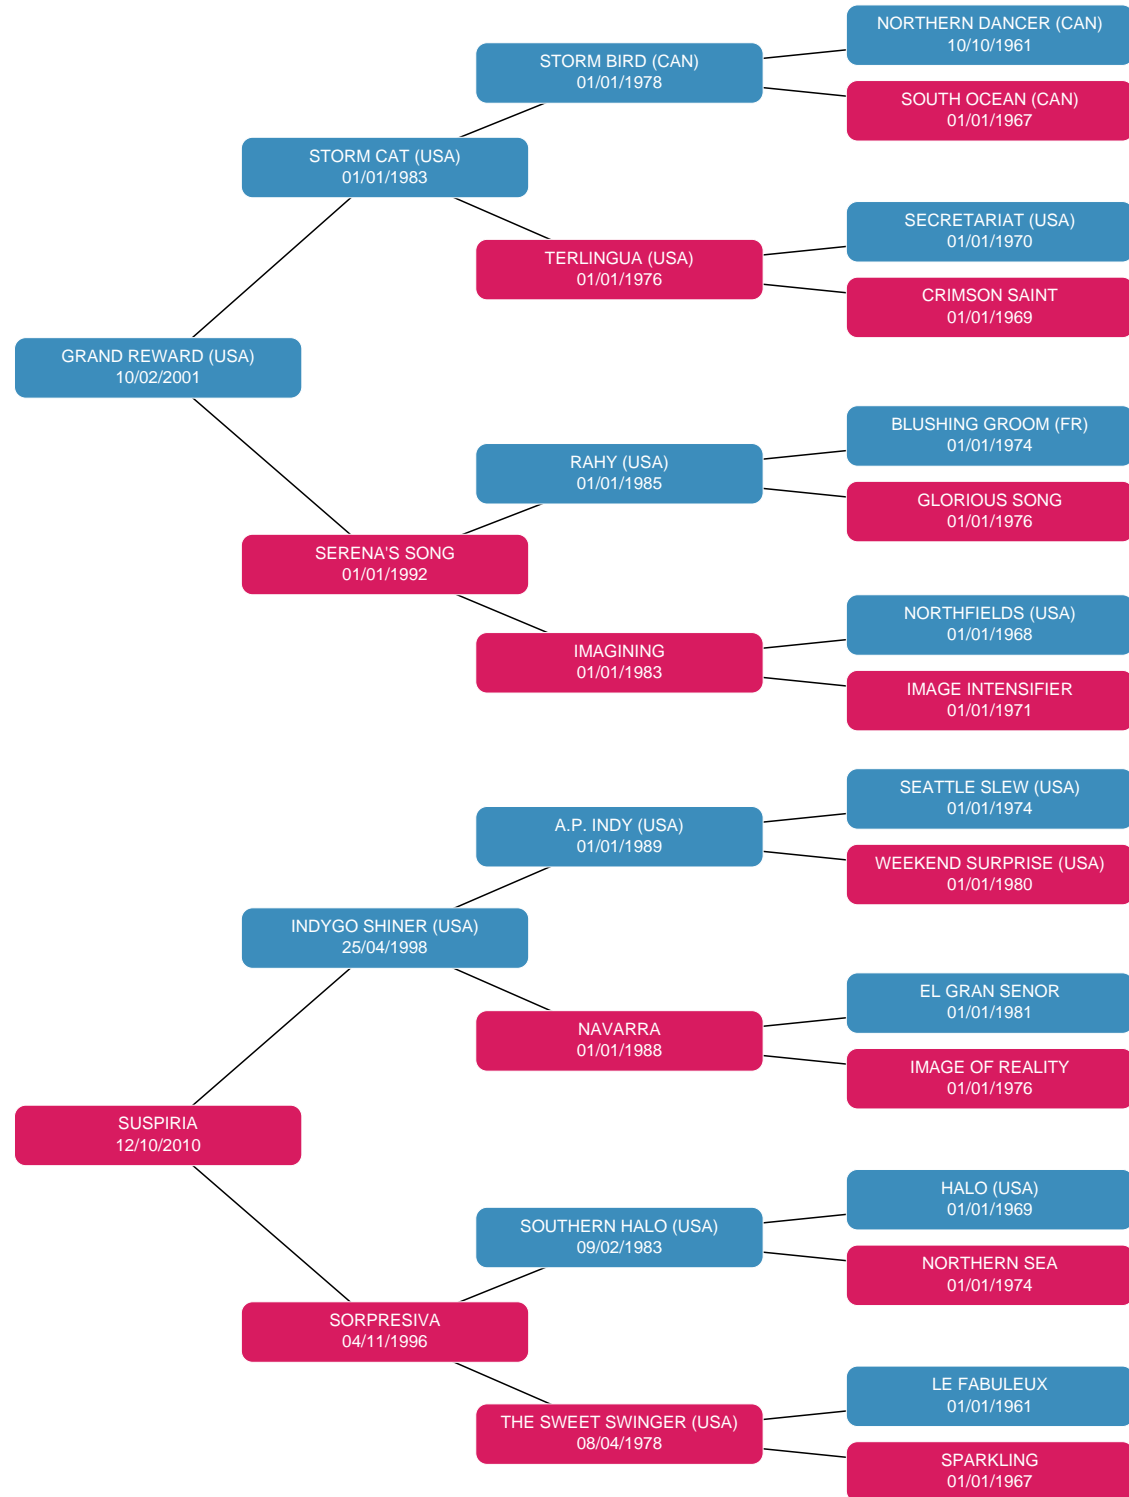 NORTHERN DANCER (CAN)
10/10/1961
STORM BIRD (CAN)
01/01/1978
SOUTH OCEAN (CAN)
01/01/1967
STORM CAT (USA)
01/01/1983
SECRETARIAT (USA)
01/01/1970
TERLINGUA (USA)
01/01/1976
CRIMSON SAINT
01/01/1969
GRAND REWARD (USA)
10/02/2001
BLUSHING GROOM (FR)
01/01/1974
RAHY (USA)
01/01/1985
GLORIOUS SONG
01/01/1976
SERENA'S SONG
01/01/1992
NORTHFIELDS (USA)
01/01/1968
IMAGINING
01/01/1983
IMAGE INTENSIFIER
01/01/1971
SEATTLE SLEW (USA)
01/01/1974
A.P. INDY (USA)
01/01/1989
WEEKEND SURPRISE (USA)
01/01/1980
INDYGO SHINER (USA)
25/04/1998
EL GRAN SENOR
01/01/1981
NAVARRA
01/01/1988
IMAGE OF REALITY
01/01/1976
SUSPIRIA
12/10/2010
HALO (USA)
01/01/1969
SOUTHERN HALO (USA)
09/02/1983
NORTHERN SEA
01/01/1974
SORPRESIVA
04/11/1996
LE FABULEUX
01/01/1961
THE SWEET SWINGER (USA)
08/04/1978
SPARKLING
01/01/1967